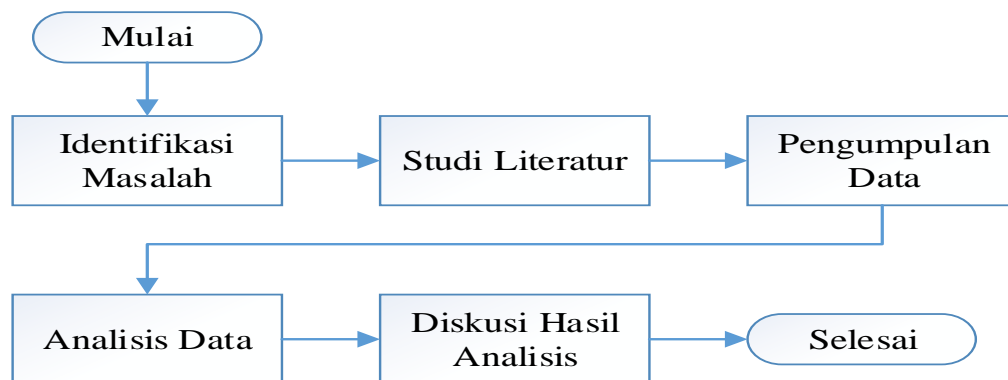 Mulai
Identifikasi
Masalah
Studi Literatur
Pengumpulan
Data
Analisis Data
Diskusi Hasil
Analisis
Selesai